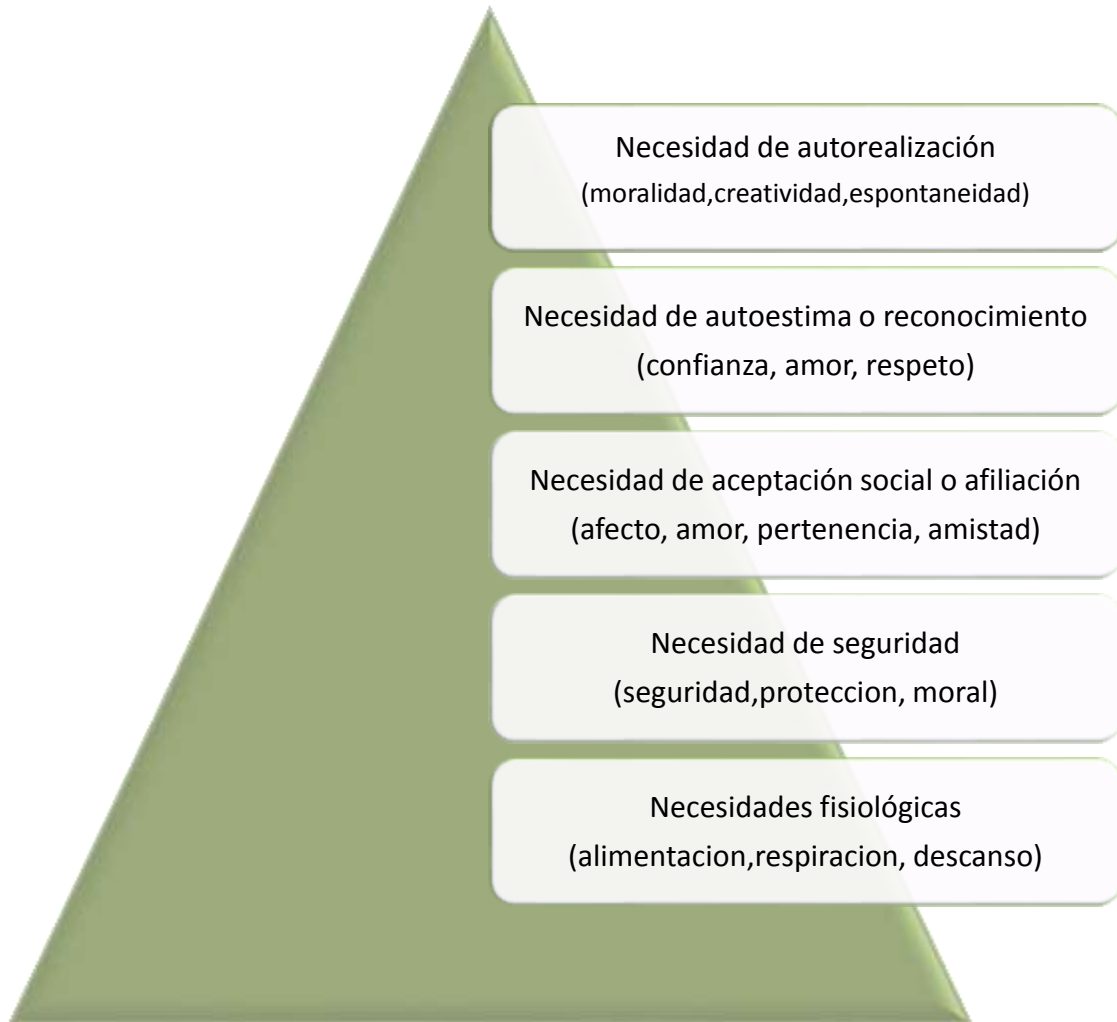 Necesidad de autorealización
(moralidad,creatividad,espontaneidad)
Necesidad de autoestima o reconocimiento
(confianza, amor, respeto)
Necesidad de aceptación social o afiliación
(afecto, amor, pertenencia, amistad)
Necesidad de seguridad
(seguridad,proteccion, moral)
Necesidades fisiológicas
(alimentacion,respiracion, descanso)